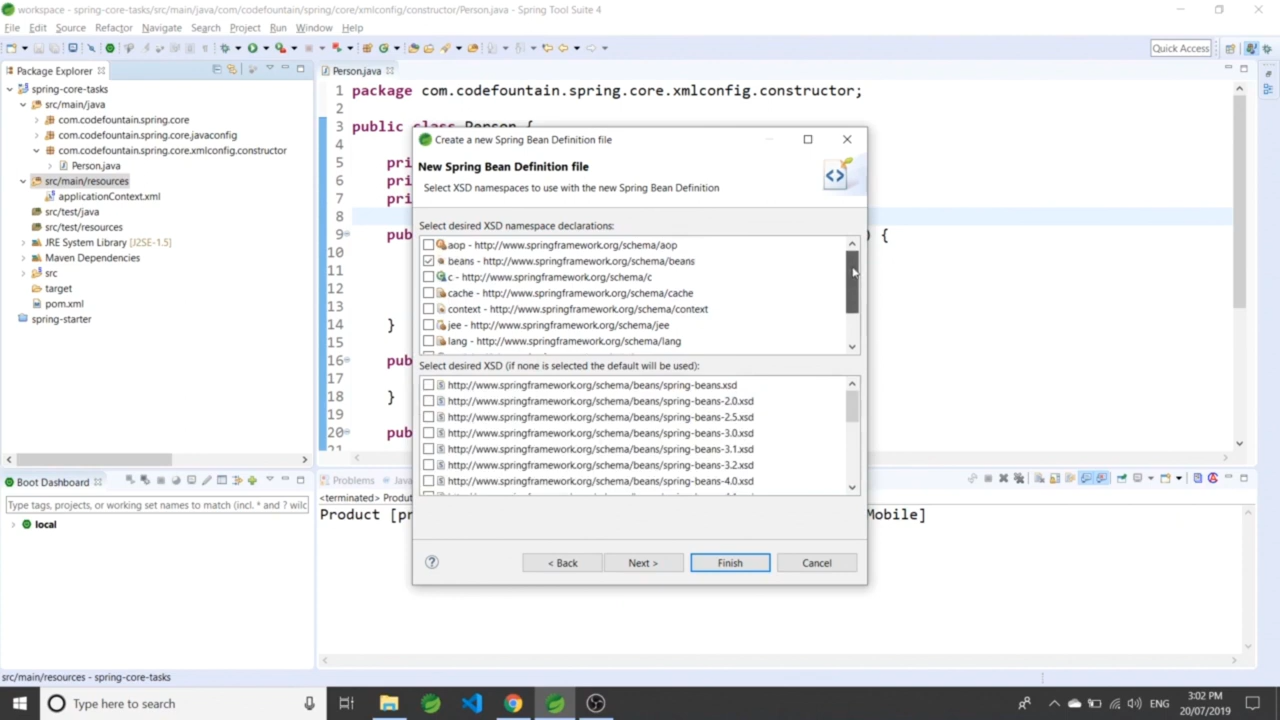 workspace - spring-core-tasks/src/main/java/com/codefountain/spring/core/xmlconfig/constructor/Person.java - Spring Tool Suite 4
File Edit Source Refactor Navigate Search Project Run Window Help
Quick Access
Package Explorer
spring-core-tasks
src/main/java
com.codefountain.spring.core
com.codefountain.spring.core.javaconfig
com.codefountain.spring.core.xmlconfig.constructor
Person.java
src/main/resources
applicationContext.xml
src/test/java
src/test/resources
JRE System Library [J2SE-1.5]
Maven Dependencies
src
target
pom.xml
spring-starter
Person.java
1 package com.codefountain.spring.core.xmlconfig.constructor;
2
3 public class Person {
4
5 pri
6 pri
7 pri
8
9 pub ) {
10
11
12
13
14 }
15
16 pub
17
18 }
19
20 pub
21
Create a new Spring Bean Definition file
New Spring Bean Definition file
Select XSD namespaces to use with the new Spring Bean Definition
Select desired XSD namespace declarations:
aop - http://www.springframework.org/schema/aop
beans - http://www.springframework.org/schema/beans
c - http://www.springframework.org/schema/c
cache - http://www.springframework.org/schema/cache
context - http://www.springframework.org/schema/context
jee - http://www.springframework.org/schema/jee
lang - http://www.springframework.org/schema/lang
Select desired XSD (if none is selected the default will be used):
http://www.springframework.org/schema/beans/spring-beans.xsd
http://www.springframework.org/schema/beans/spring-beans-2.0.xsd
http://www.springframework.org/schema/beans/spring-beans-2.5.xsd
http://www.springframework.org/schema/beans/spring-beans-3.0.xsd
http://www.springframework.org/schema/beans/spring-beans-3.1.xsd
http://www.springframework.org/schema/beans/spring-beans-3.2.xsd
http://www.springframework.org/schema/beans/spring-beans-4.0.xsd
< Back Next > Finish Cancel
Boot Dashboard
Type tags, projects, or working set names to match (incl. * and ? wilc
local
Problems Javac
<terminated> Produ
Product [pr Mobile]
src/main/resources - spring-core-tasks
Type here to search
ENG
3:02 PM
20/07/2019